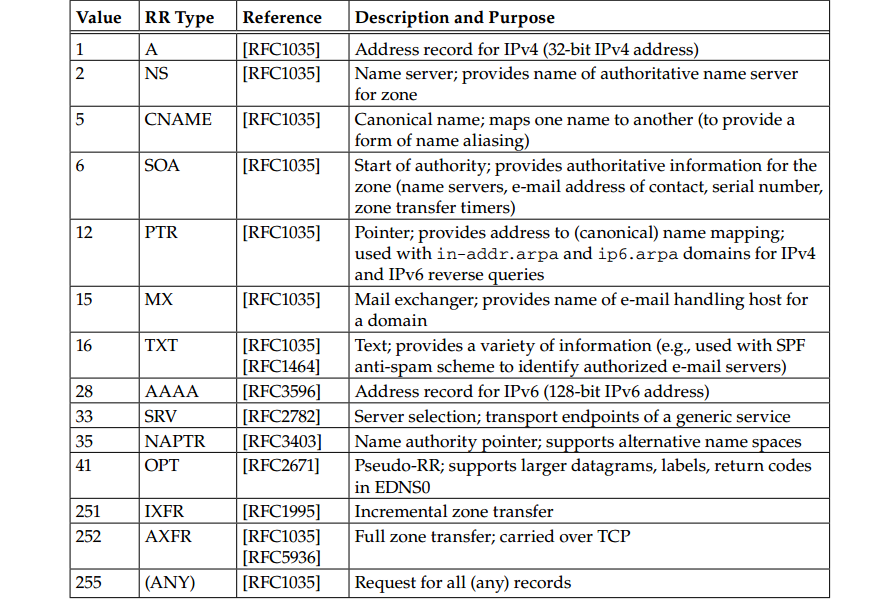 Value RR Type Reference Description and Purpose
1 A [RFC1035] Address record for IPv4 (32-bit IPv4 address)
2 NS [RFC1035] Name server; provides name of authoritative name server
for zone
5 CNAME [RFC1035] Canonical name; maps one name to another (to provide a
form of name aliasing)
6 SOA [RFC1035] Start of authority; provides authoritative information for the
zone (name servers, e-mail address of contact, serial number,
zone transfer timers)
12 PTR [RFC1035] Pointer; provides address to (canonical) name mapping;
used with in-addr.arpa and ip6.arpa domains for IPv4
and IPv6 reverse queries
15 MX [RFC1035] Mail exchanger; provides name of e-mail handling host for
a domain
16 TXT [RFC1035] Text; provides a variety of information (e.g., used with SPF
[RFC1464] anti-spam scheme to identify authorized e-mail servers)
28 AAAA [RFC3596] Address record for IPv6 (128-bit IPv6 address)
33 SRV [RFC2782] Server selection; transport endpoints of a generic service
35 NAPTR [RFC3403] Name authority pointer; supports alternative name spaces
41 OPT [RFC2671] Pseudo-RR; supports larger datagrams, labels, return codes
in EDNS0
251 IXFR [RFC1995] Incremental zone transfer
252 AXFR [RFC1035] Full zone transfer; carried over TCP
[RFC5936]
255 (ANY) [RFC1035] Request for all (any) records